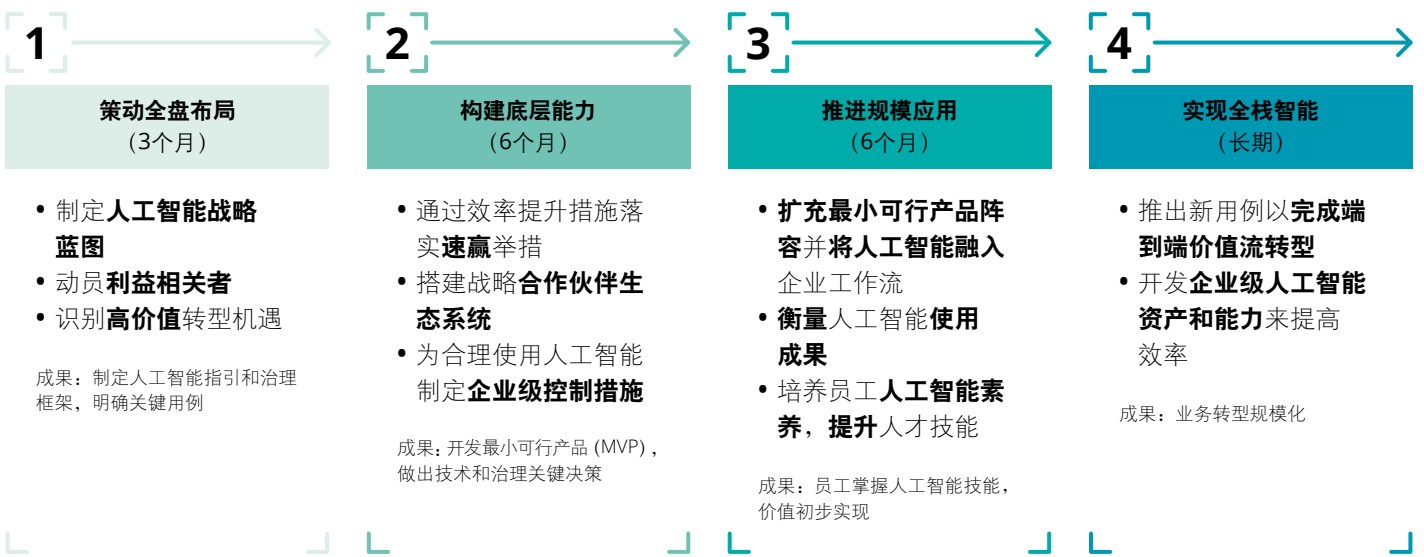 1
策动全盘布局
（3个月）
• 制定人工智能战略
蓝图
• 动员利益相关者
• 识别高价值转型机遇
成果：制定人工智能指引和治理
框架，明确关键用例
2
构建底层能力
（6个月）
• 通过效率提升措施落
实速赢举措
• 搭建战略合作伙伴生
态系统
• 为合理使用人工智能
制定企业级控制措施
成果：开发最小可行产品 (MVP)，
做出技术和治理关键决策
3
推进规模应用
（6个月）
• 扩充最小可行产品阵
容并将人工智能融入
企业工作流
• 衡量人工智能使用
成果
• 培养员工人工智能素
养，提升人才技能
成果：员工掌握人工智能技能，
价值初步实现
4
实现全栈智能
（长期）
• 推出新用例以完成端
到端价值流转型
• 开发企业级人工智能
资产和能力来提高
效率
成果：业务转型规模化